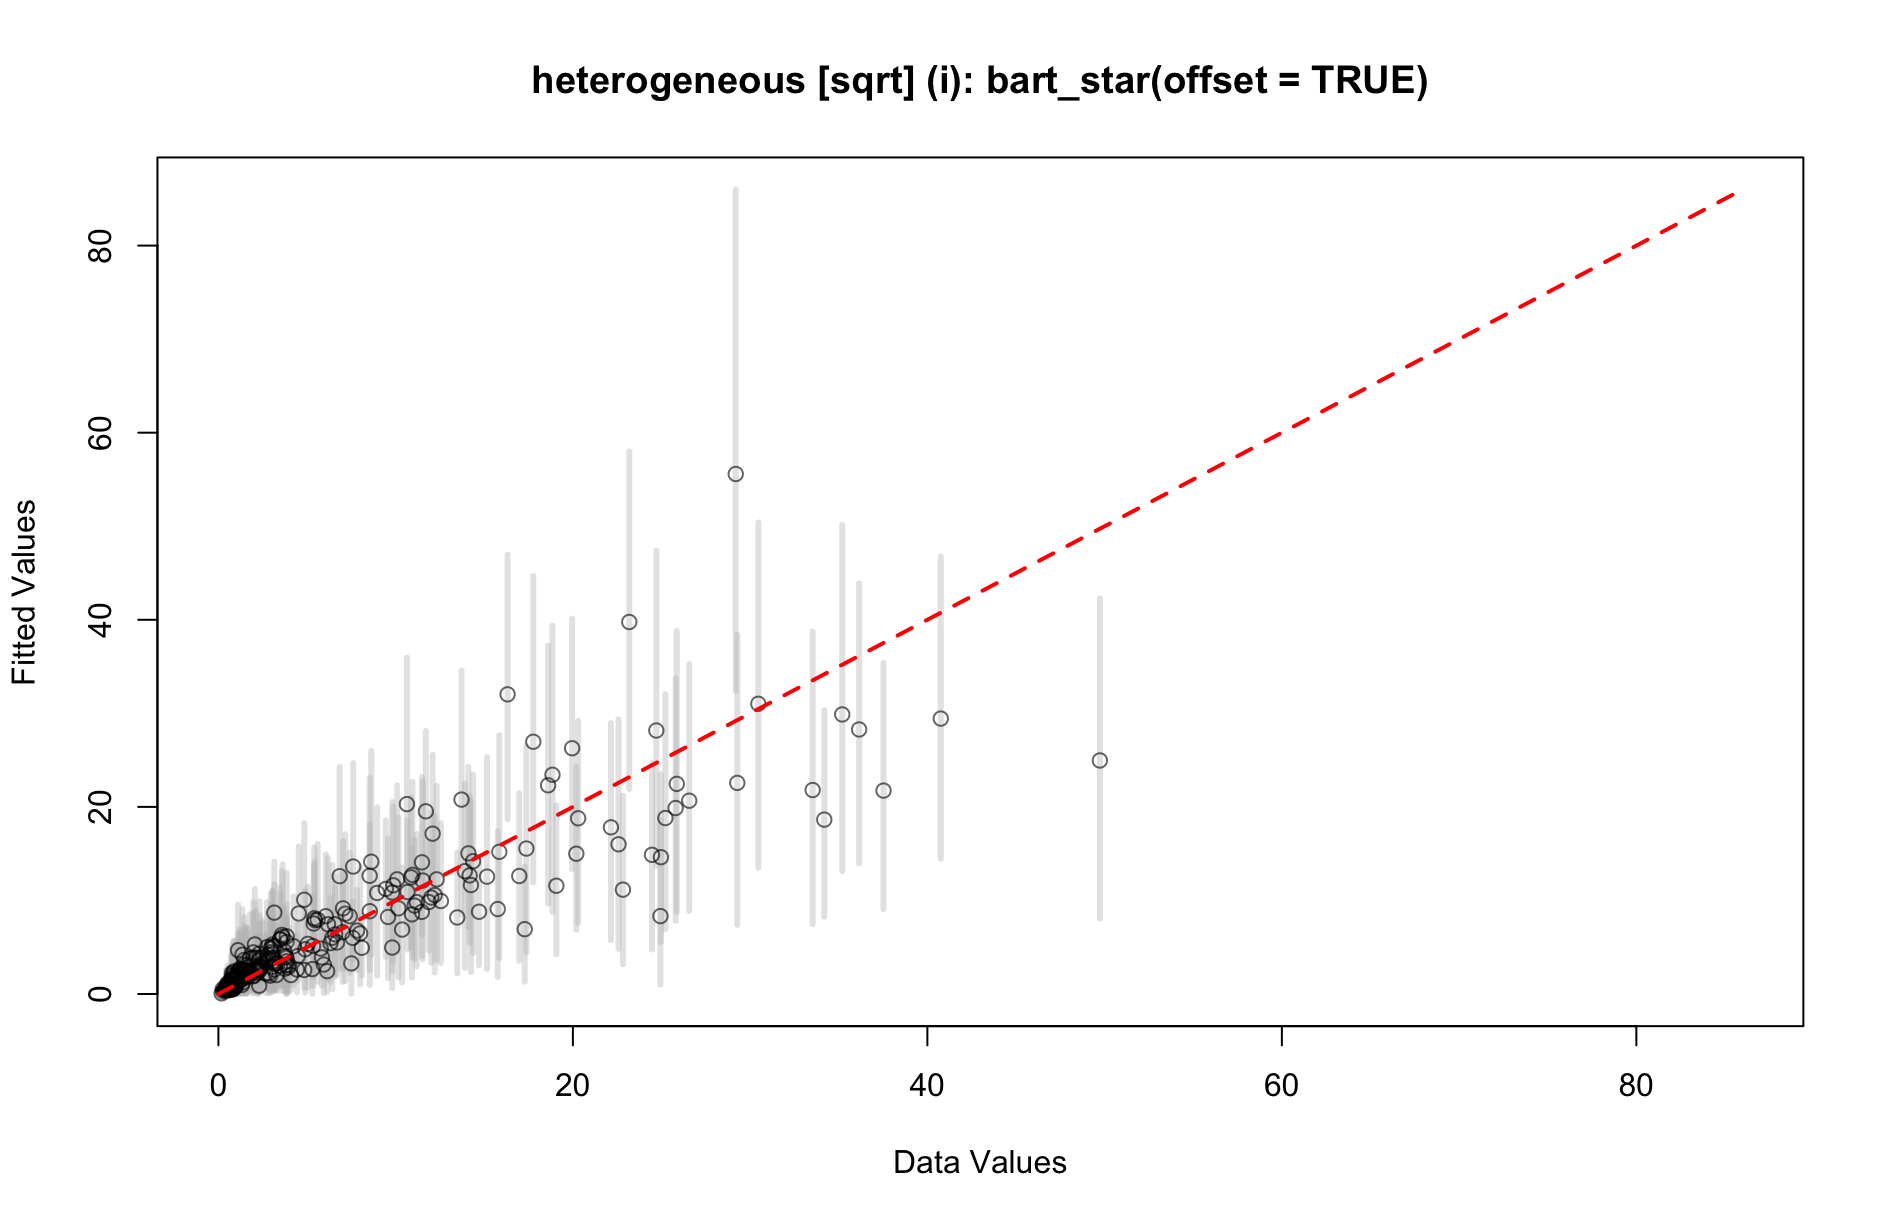 heterogeneous [sqrt] (i): bart_star(offset = TRUE)
Fitted Values
80
60
40
20
0
0 20 40 60 80
Data Values